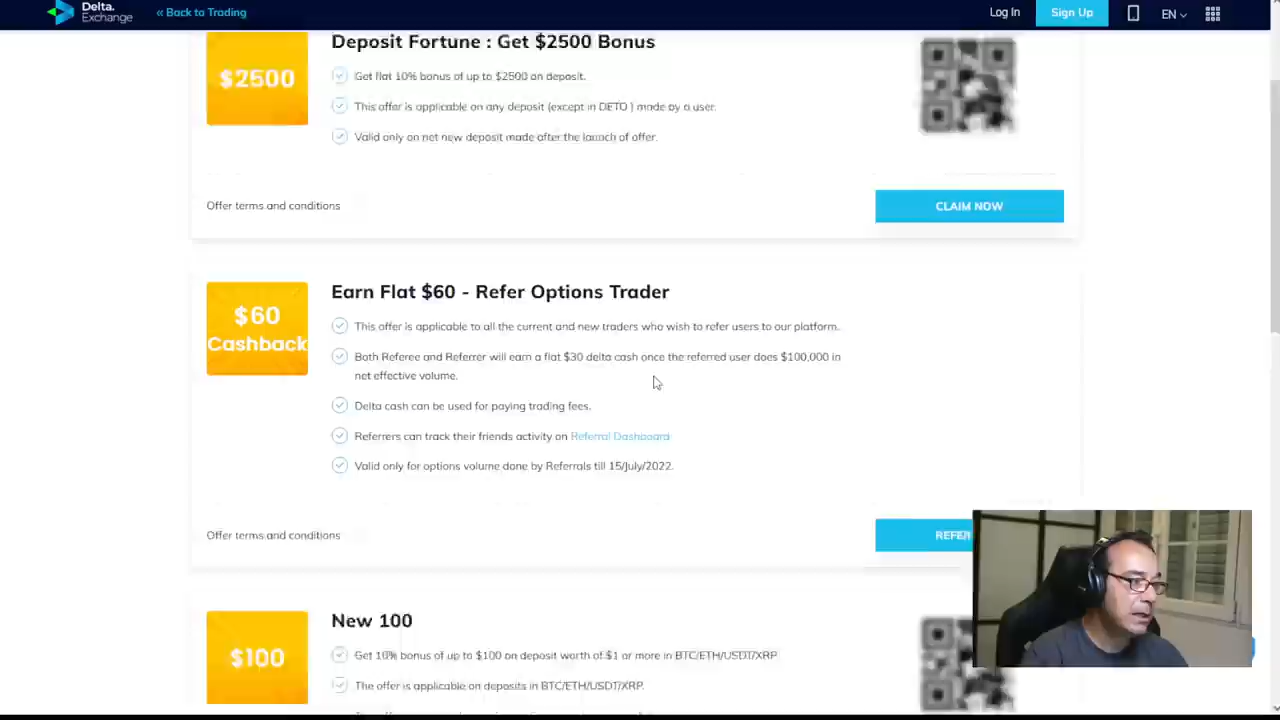 Delta.
Exchange
« Back to Trading
Log In
Sign Up
EN
$2500
Deposit Fortune : Get $2500 Bonus
Get flat 10% bonus of up to $2500 on deposit.
This offer is applicable on any deposit (except in DETO ) made by a user.
Valid only on net new deposit made after the launch of offer.
Offer terms and conditions
CLAIM NOW
$60
Cashback
Earn Flat $60 - Refer Options Trader
This offer is applicable to all the current and new traders who wish to refer users to our platform.
Both Referee and Referrer will earn a flat $30 delta cash once the referred user does $100,000 in
net effective volume.
Delta cash can be used for paying trading fees.
Referrers can track their friends activity on Referral Dashboard
Valid only for options volume done by Referrals till 15/July/2022.
Offer terms and conditions
$100
New 100
Get 10% bonus of up to $100 on deposit worth of $1 or more in BTC/ETH/USDT/XRP
The offer is applicable on deposits in BTC/ETH/USDT/XRP.